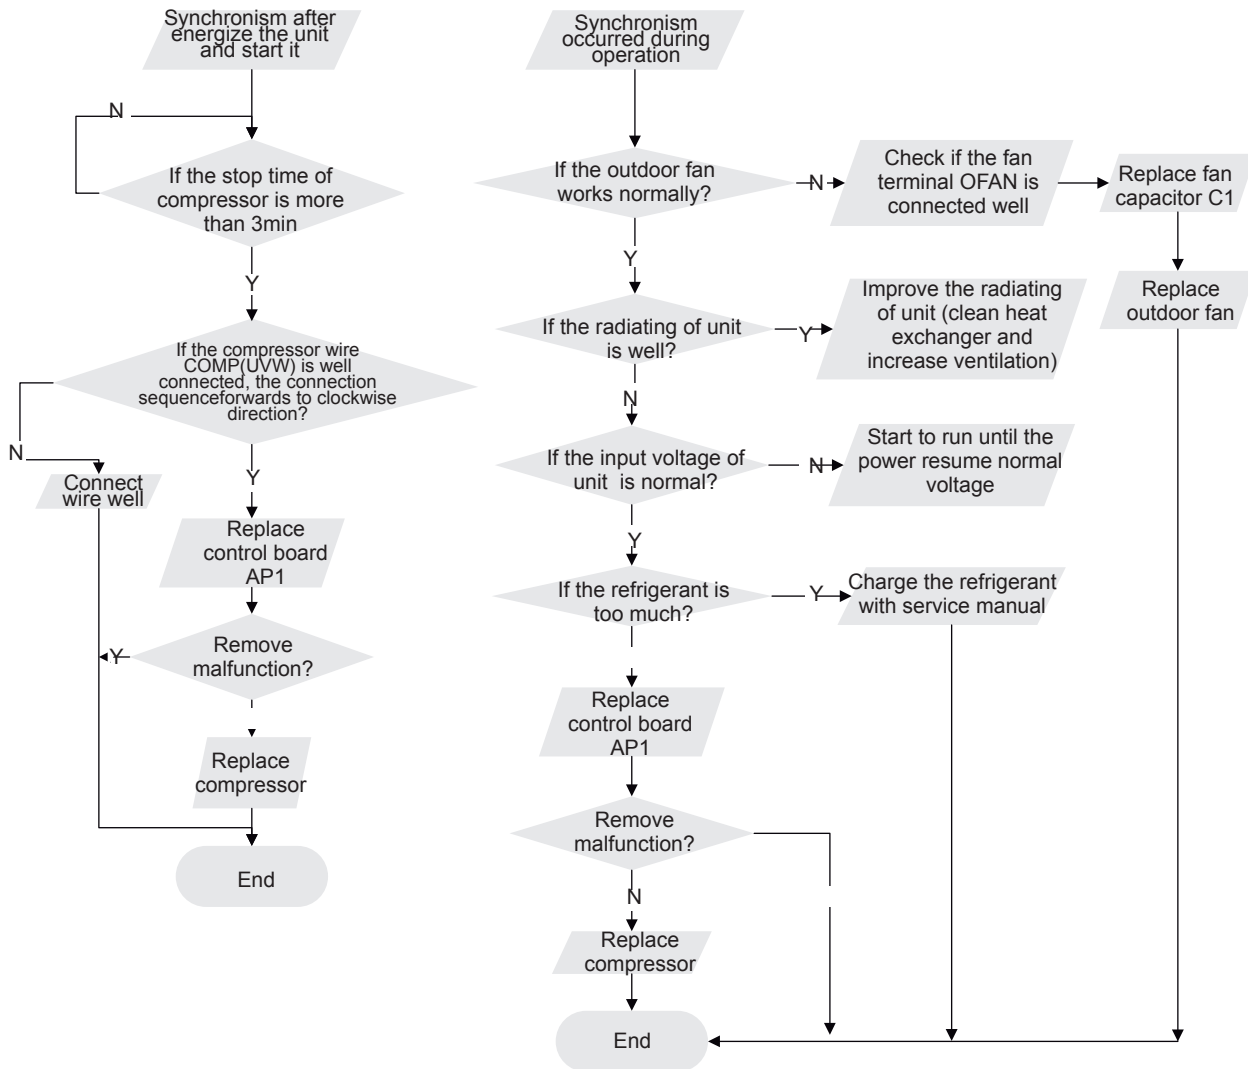 Synchronism after
energize the unit
and start it
N
If the stop time of
compressor is more
than 3min
Y
If the compressor wire
COMP(UVW) is well
connected, the connection
sequenceforwards to clockwise
direction?
N
Connect
wire well
Y
Replace
control board
AP1
Remove
malfunction?
Y
Replace
compressor
End
Synchronism
occurred during
operation
If the outdoor fan
works normally?
N
Check if the fan
terminal OFAN is
connected well
Replace fan
capacitor C1
Replace
outdoor fan
Y
If the radiating of unit
is well?
Y
Improve the radiating
of unit (clean heat
exchanger and
increase ventilation)
N
If the input voltage of
unit is normal?
N
Start to run until the
power resume normal
voltage
Y
If the refrigerant is
too much?
Y
Charge the refrigerant
with service manual
Replace
control board
AP1
Remove
malfunction?
N
Replace
compressor
End